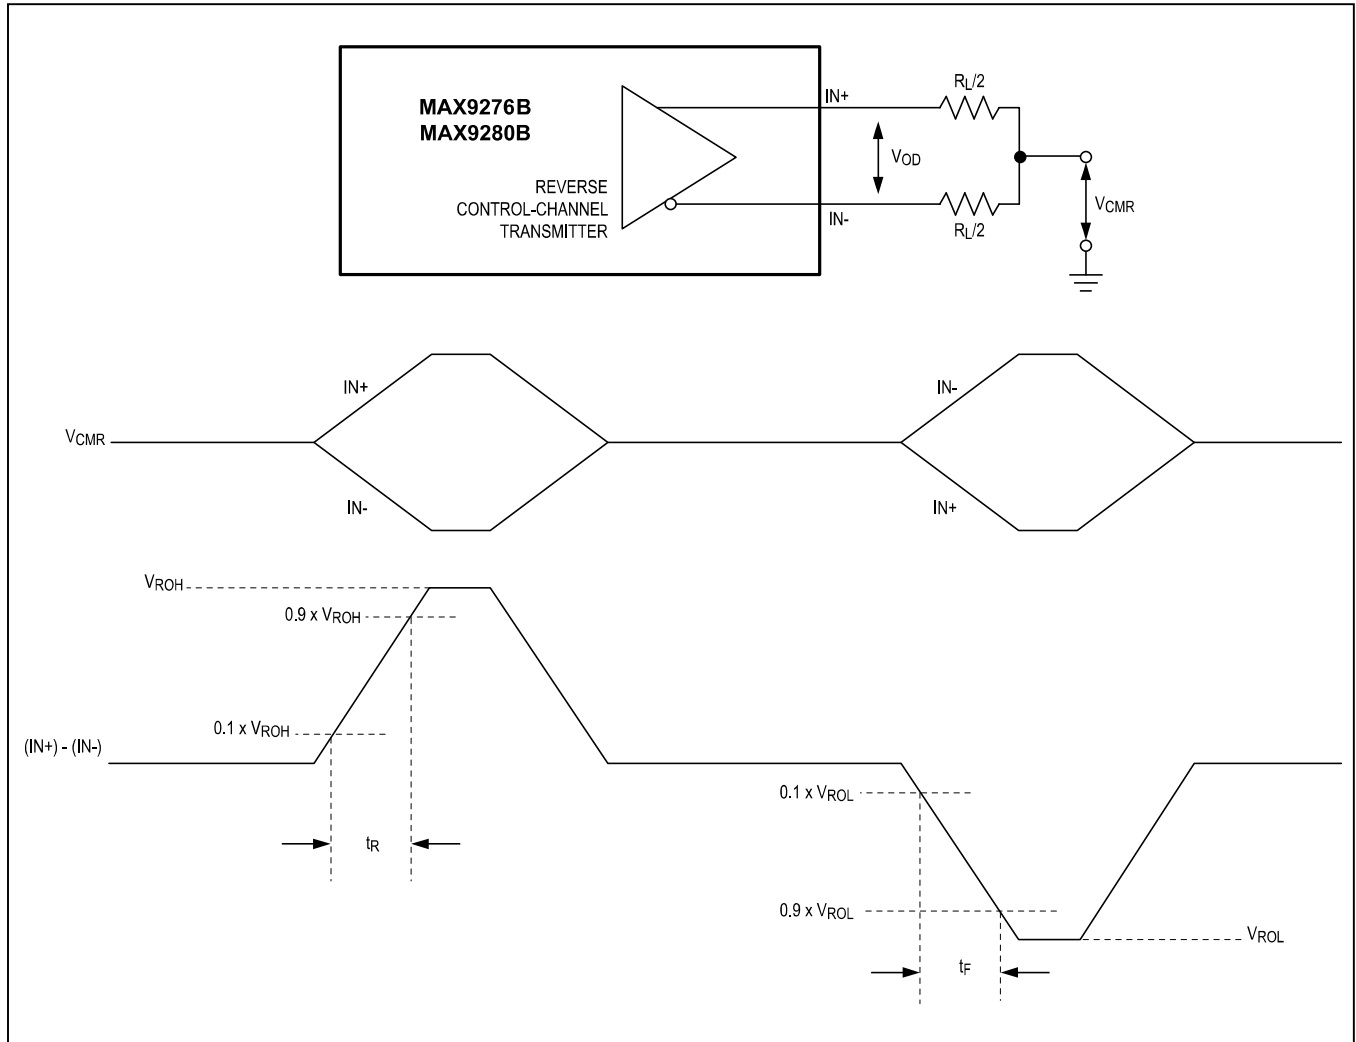 MAX9276B
MAX9280B
REVERSE
CONTROL-CHANNEL
TRANSMITTER
IN+
IN-
VOD
RL/2
RL/2
VCMR
VCMR
IN+
IN-
IN-
IN+
VROH
0.9 x VROH
0.1 x VROH
(IN+) - (IN-)
tR
0.1 x VROL
0.9 x VROL
VROL
tF